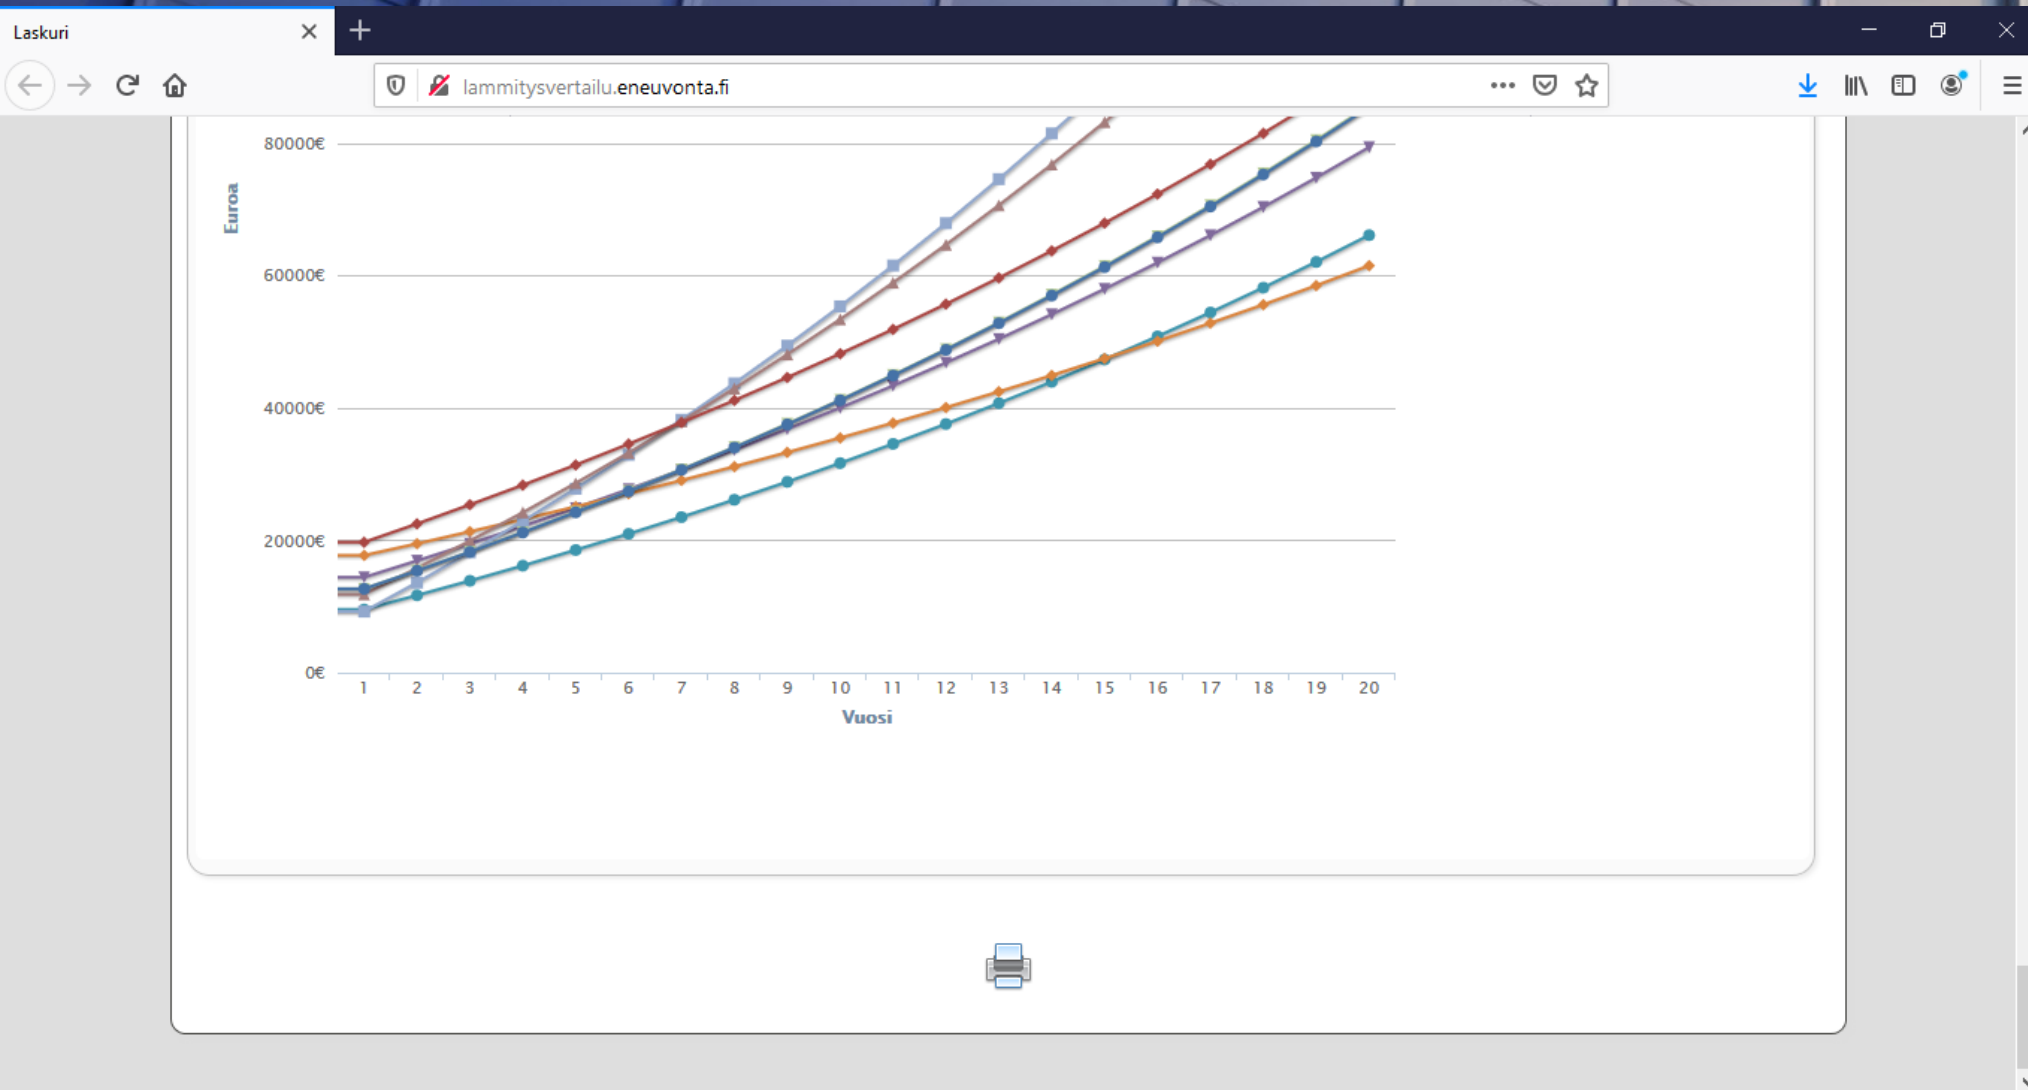 Laskuri
lammitysvertailu.eneuvonta.fi
80000€
Euroa
60000€
40000€
20000€
0€
1 2 3 4 5 6 7 8 9 10 11 12 13 14 15 16 17 18 19 20
Vuosi